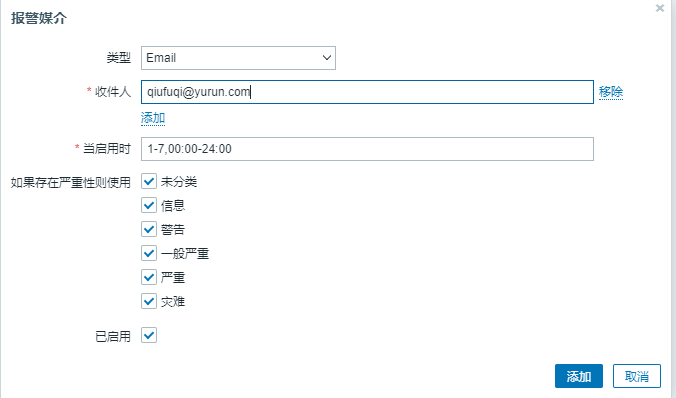 报警媒介
类型 Email
* 收件人 qiufuqi@yurun.com 移除
添加
* 当启用时 1-7,00:00-24:00
如果存在严重性则使用 未分类
信息
警告
一般严重
严重
灾难
已启用
添加 取消